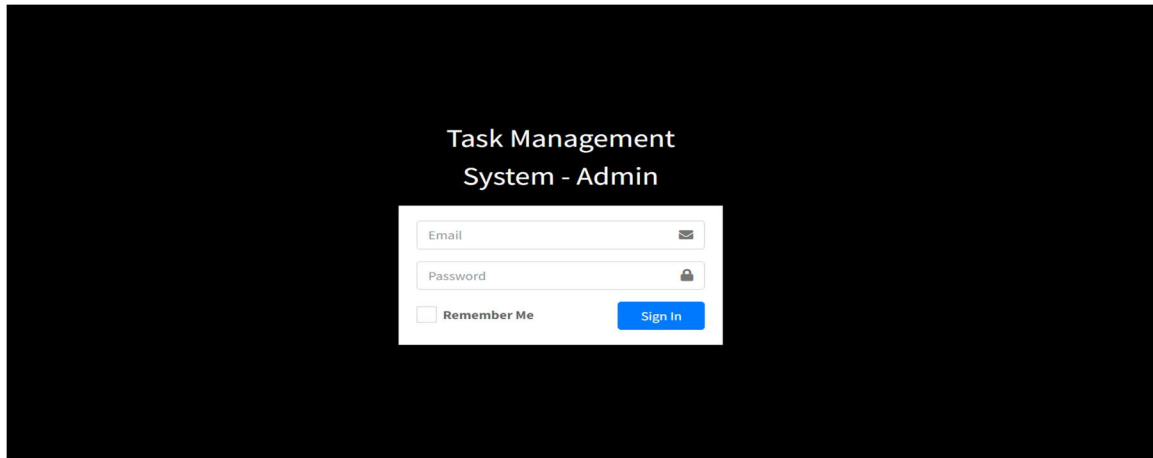 Task Management
System - Admin
Email
Password
Remember Me
Sign In